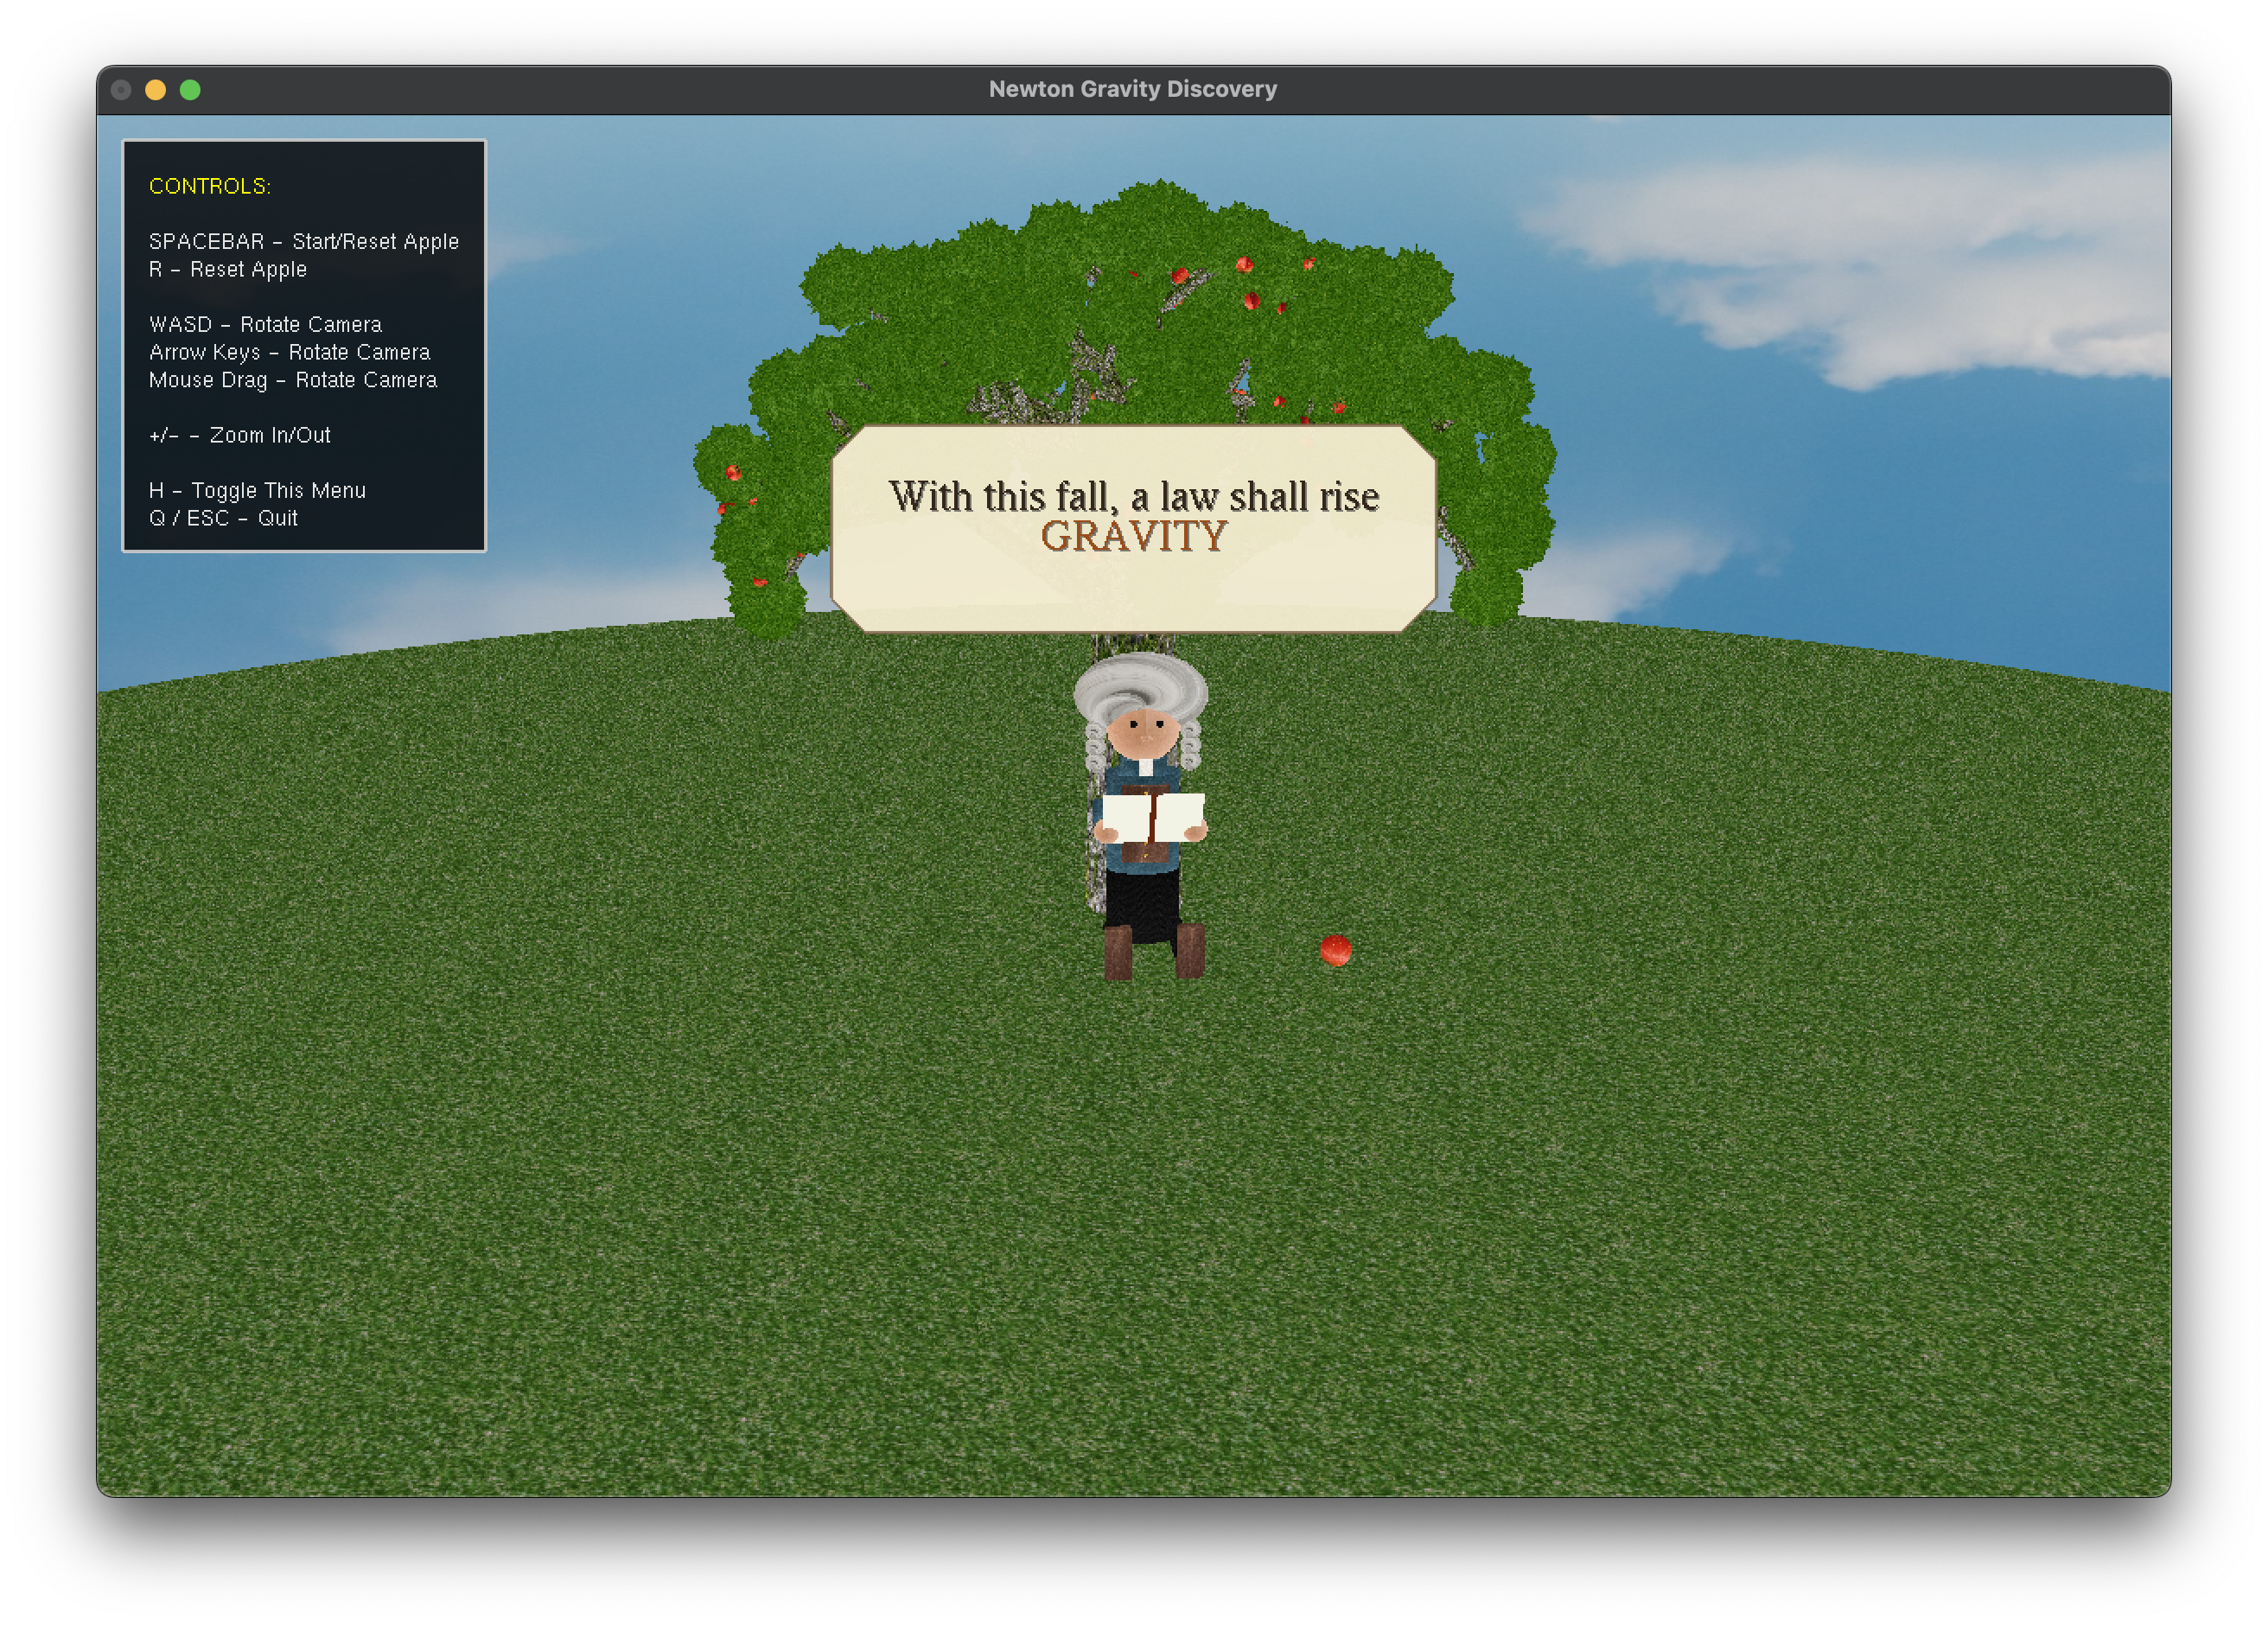 Newton Gravity Discovery
CONTROLS:
SPACEBAR - Start/Reset Apple
R - Reset Apple
WASD - Rotate Camera
Arrow Keys - Rotate Camera
Mouse Drag - Rotate Camera
+/- - Zoom In/Out
H - Toggle This Menu
Q / ESC - Quit
With this fall, a law shall rise
GRAVITY